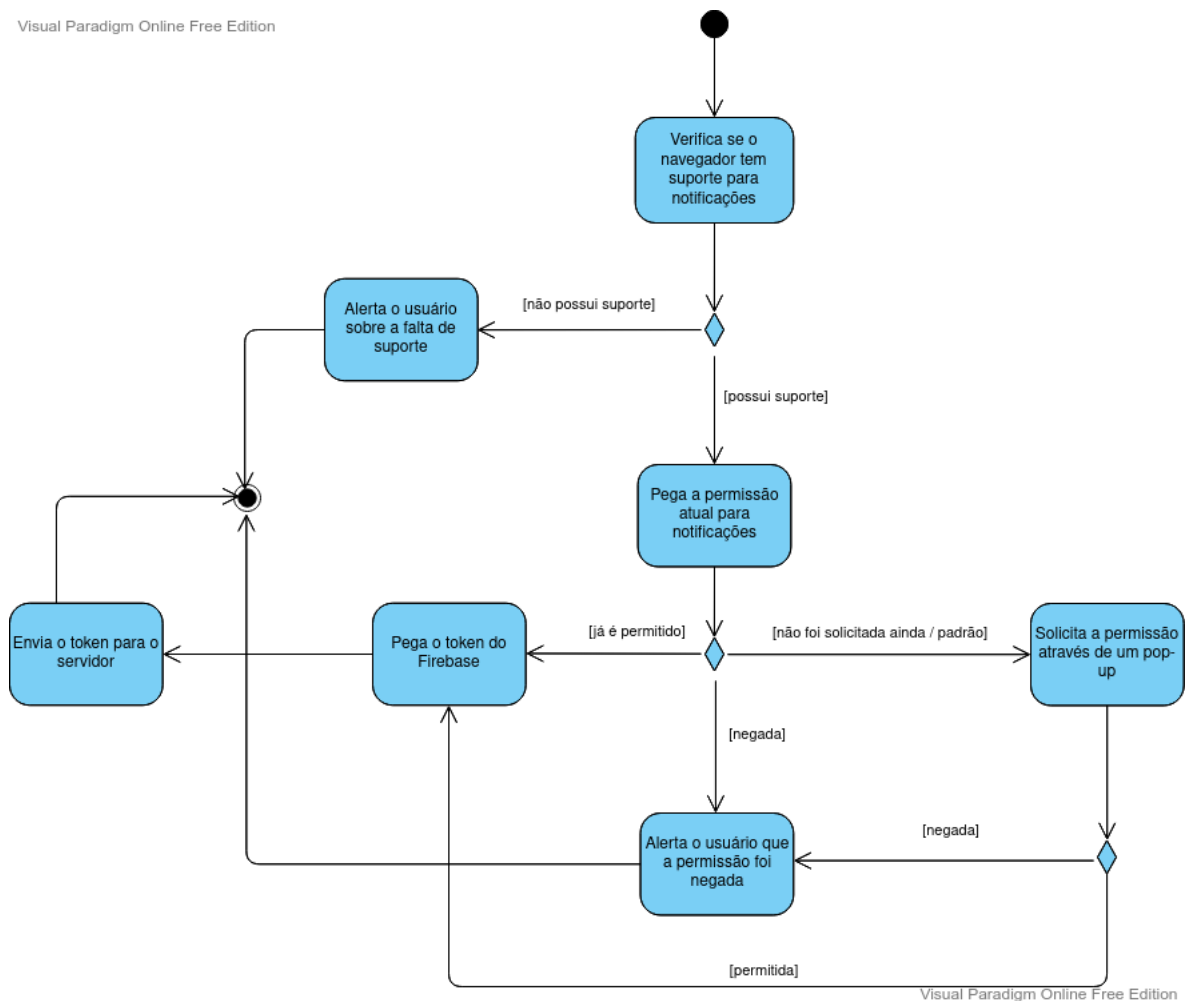 Visual Paradigm Online Free Edition
Verifica se o
navegador tem
suporte para
notificações
[não possui suporte]
Alerta o usuário
sobre a falta de
suporte
[possui suporte]
Pega a permissão
atual para
notificações
[já é permitido]
[não foi solicitada ainda / padrão]
Envia o token para o
servidor
Pega o token do
Firebase
Solicita a permissão
através de um pop-
up
[negada]
[negada]
Alerta o usuário que
a permissão foi
negada
[permitida]
Visual Paradigm Online Free Edition